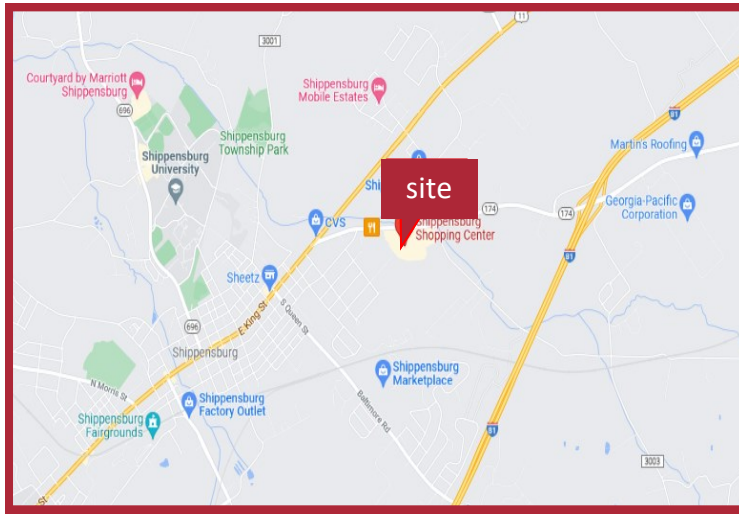 11
3001
Courtyard by Marriott
Shippensburg
696
Shippensburg
Mobile Estates
81
Martin's Roofing
Shippensburg
Township Park
Shippensburg
University
site
174
174
Georgia-Pacific
Corporation
CVS
Shippensburg
Shopping Center
81
Sheetz
S Queen St
E King St
696
Shippensburg
Shippensburg
Marketplace
N Morris St
Shippensburg
Factory Outlet
Baltimore Rd
Shippensburg
Fairgrounds
81
3003
St